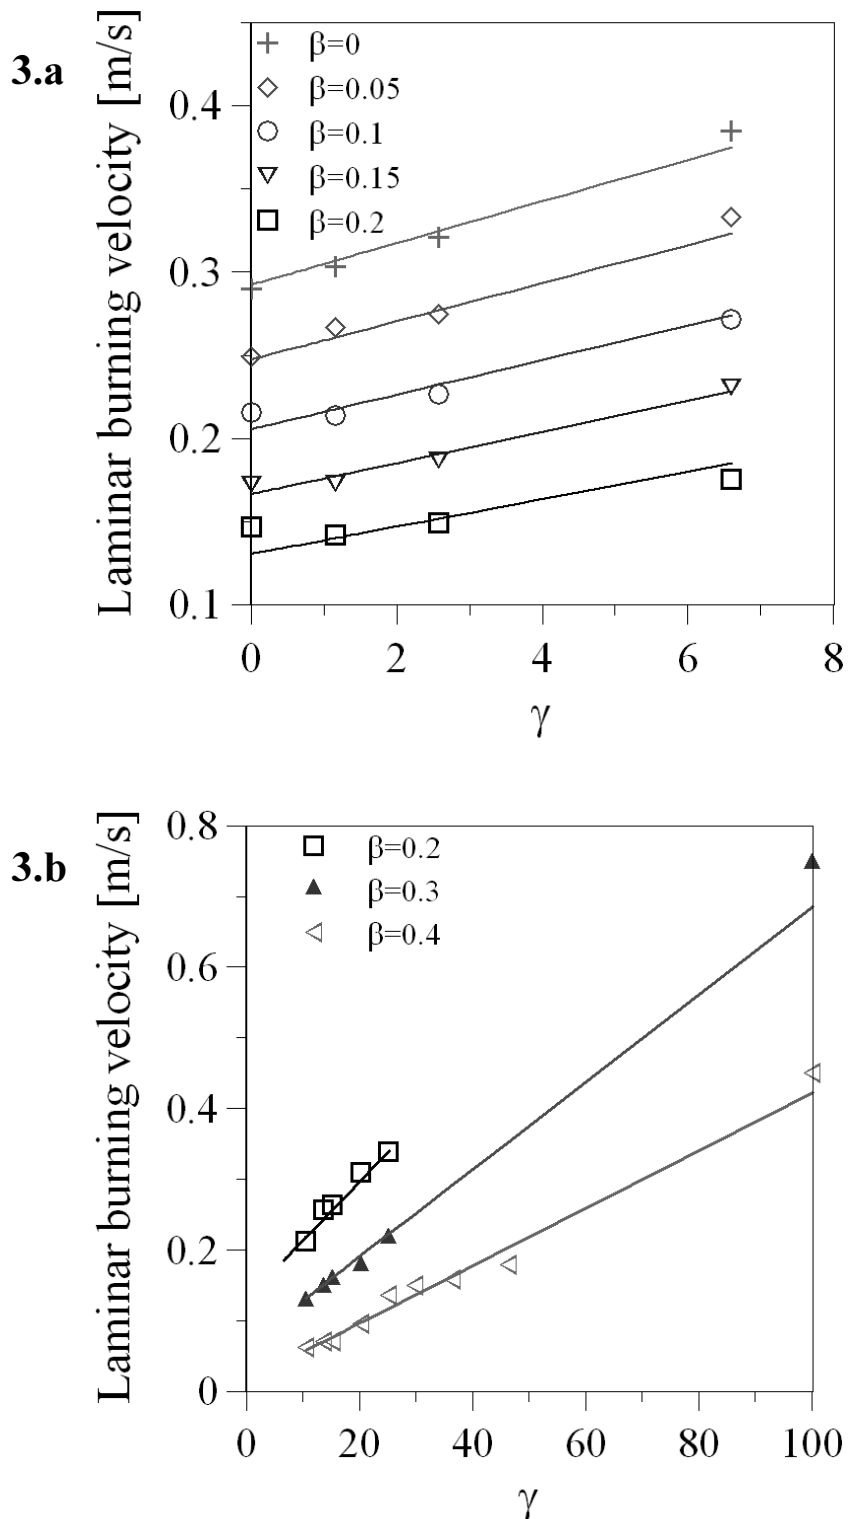 3.a
Laminar burning velocity [m/s]
β=0
β=0.05
β=0.1
β=0.15
β=0.2
0.4
0.3
0.2
0.1
0 2 4 6 8
γ
3.b
Laminar burning velocity [m/s]
β=0.2
β=0.3
β=0.4
0.8
0.6
0.4
0.2
0
0 20 40 60 80 100
γ